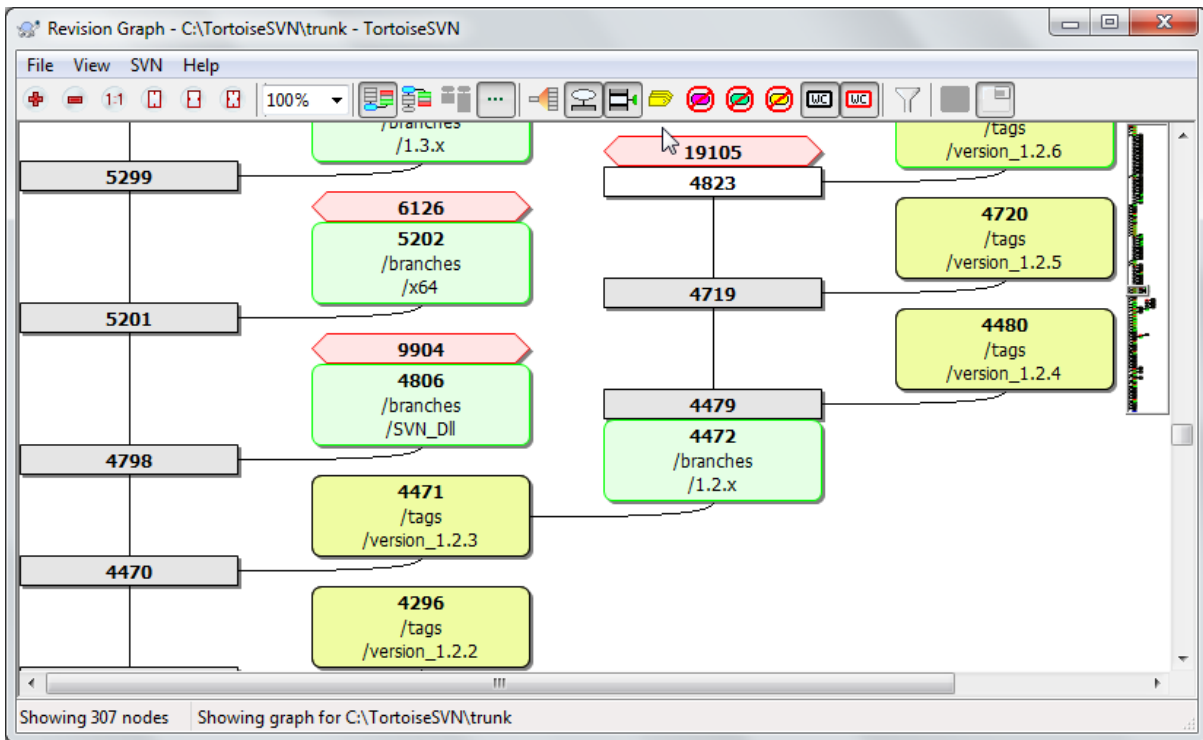 Revision Graph - C:\TortoiseSVN\trunk - TortoiseSVN
File View SVN Help
1:1 100% ... WC WC
/branches
/1.3.x
5299
6126
5202
/branches
/x64
5201
9904
4806
/branches
/SVN_Dll
4798
4471
/tags
/version_1.2.3
4470
4296
/tags
/version_1.2.2
19105
4823
/tags
/version_1.2.6
4720
/tags
/version_1.2.5
4719
4480
/tags
/version_1.2.4
4479
4472
/branches
/1.2.x
Showing 307 nodes Showing graph for C:\TortoiseSVN\trunk